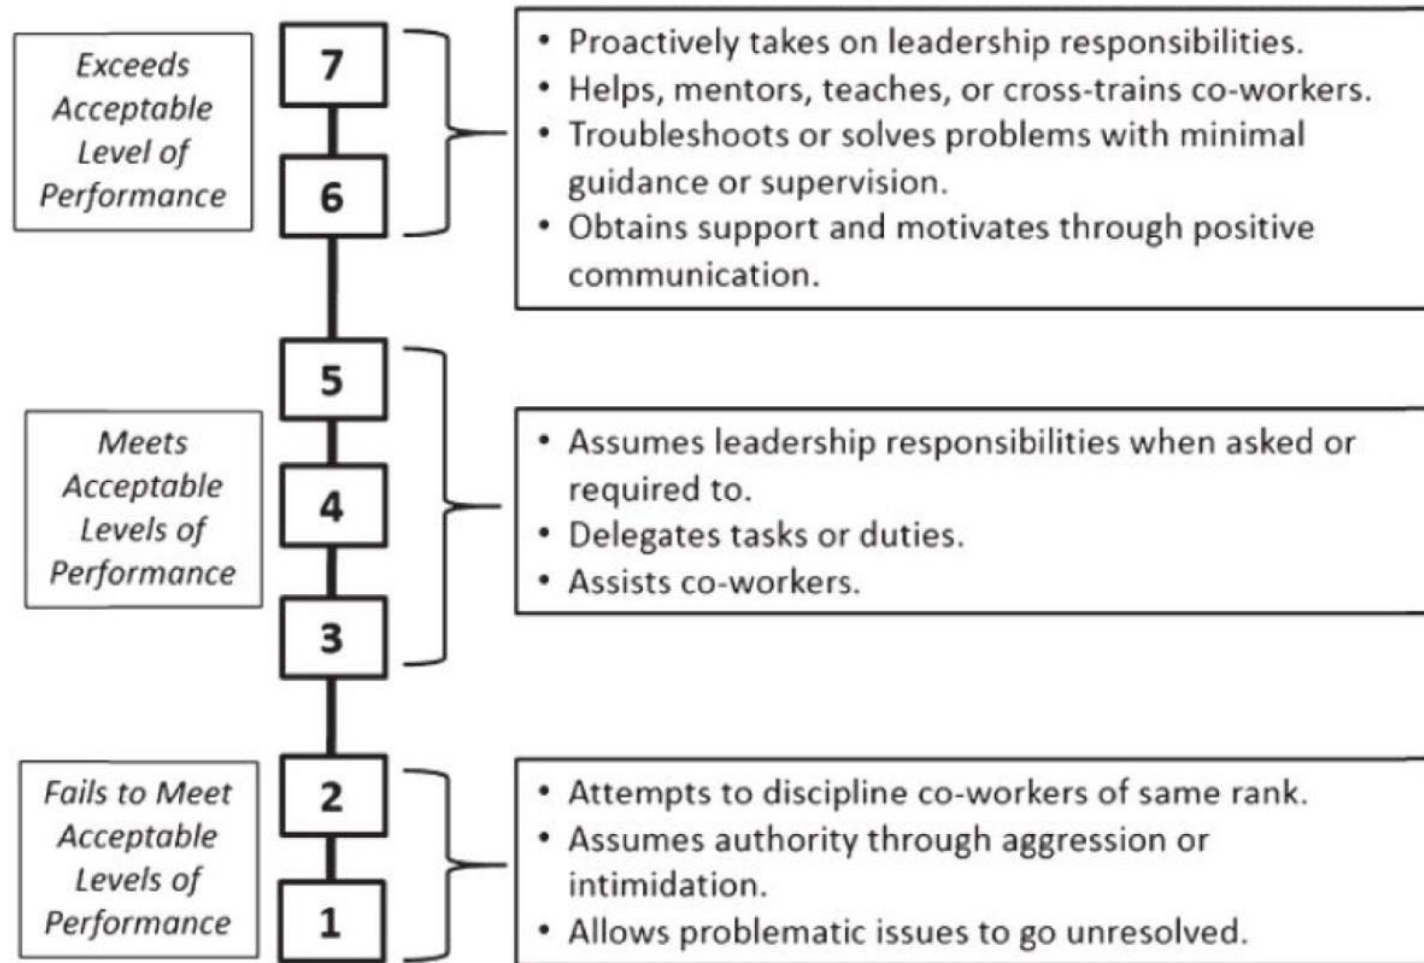 Exceeds
Acceptable
Level of
Performance
7
6
• Proactively takes on leadership responsibilities.
• Helps, mentors, teaches, or cross-trains co-workers.
• Troubleshoots or solves problems with minimal
guidance or supervision.
• Obtains support and motivates through positive
communication.
Meets
Acceptable
Levels of
Performance
5
4
3
• Assumes leadership responsibilities when asked or
required to.
• Delegates tasks or duties.
• Assists co-workers.
Fails to Meet
Acceptable
Levels of
Performance
2
1
• Attempts to discipline co-workers of same rank.
• Assumes authority through aggression or
intimidation.
• Allows problematic issues to go unresolved.